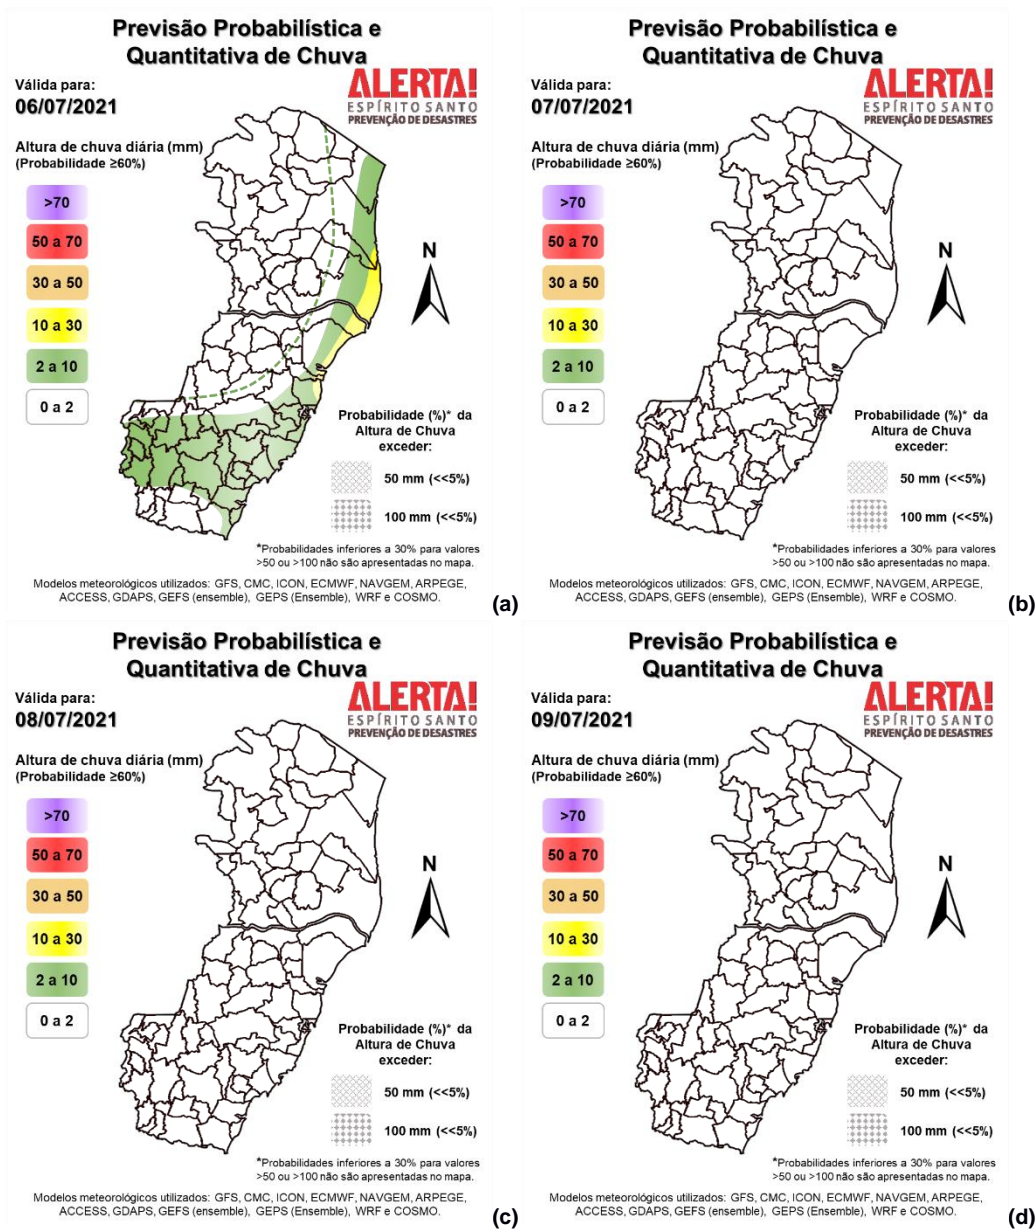 Previsão Probabilística e
Quantitativa de Chuva
Válida para:
06/07/2021
ALERTA!
ESPÍRITO SANTO
PREVENÇÃO DE DESASTRES
Altura de chuva diária (mm)
(Probabilidade ≥60%)
>70
50 a 70
30 a 50
10 a 30
2 a 10
0 a 2
N
Probabilidade (%)* da
Altura de Chuva
exceder:
50 mm (<<5%)
100 mm (<<5%)
*Probabilidades inferiores a 30% para valores
>50 ou >100 não são apresentadas no mapa.
Modelos meteorológicos utilizados: GFS, CMC, ICON, ECMWF, NAVGEM, ARPEGE,
ACCESS, GDAPS, GEFS (ensemble), GEPS (Ensemble), WRF e COSMO.
(a)
Previsão Probabilística e
Quantitativa de Chuva
Válida para:
07/07/2021
ALERTA!
ESPÍRITO SANTO
PREVENÇÃO DE DESASTRES
Altura de chuva diária (mm)
(Probabilidade ≥60%)
>70
50 a 70
30 a 50
10 a 30
2 a 10
0 a 2
N
Probabilidade (%)* da
Altura de Chuva
exceder:
50 mm (<<5%)
100 mm (<<5%)
*Probabilidades inferiores a 30% para valores
>50 ou >100 não são apresentadas no mapa.
Modelos meteorológicos utilizados: GFS, CMC, ICON, ECMWF, NAVGEM, ARPEGE,
ACCESS, GDAPS, GEFS (ensemble), GEPS (Ensemble), WRF e COSMO.
(b)
Previsão Probabilística e
Quantitativa de Chuva
Válida para:
08/07/2021
ALERTA!
ESPÍRITO SANTO
PREVENÇÃO DE DESASTRES
Altura de chuva diária (mm)
(Probabilidade ≥60%)
>70
50 a 70
30 a 50
10 a 30
2 a 10
0 a 2
N
Probabilidade (%)* da
Altura de Chuva
exceder:
50 mm (<<5%)
100 mm (<<5%)
*Probabilidades inferiores a 30% para valores
>50 ou >100 não são apresentadas no mapa.
Modelos meteorológicos utilizados: GFS, CMC, ICON, ECMWF, NAVGEM, ARPEGE,
ACCESS, GDAPS, GEFS (ensemble), GEPS (Ensemble), WRF e COSMO.
(c)
Previsão Probabilística e
Quantitativa de Chuva
Válida para:
09/07/2021
ALERTA!
ESPÍRITO SANTO
PREVENÇÃO DE DESASTRES
Altura de chuva diária (mm)
(Probabilidade ≥60%)
>70
50 a 70
30 a 50
10 a 30
2 a 10
0 a 2
N
Probabilidade (%)* da
Altura de Chuva
exceder:
50 mm (<<5%)
100 mm (<<5%)
*Probabilidades inferiores a 30% para valores
>50 ou >100 não são apresentadas no mapa.
Modelos meteorológicos utilizados: GFS, CMC, ICON, ECMWF, NAVGEM, ARPEGE,
ACCESS, GDAPS, GEFS (ensemble), GEPS (Ensemble), WRF e COSMO.
(d)